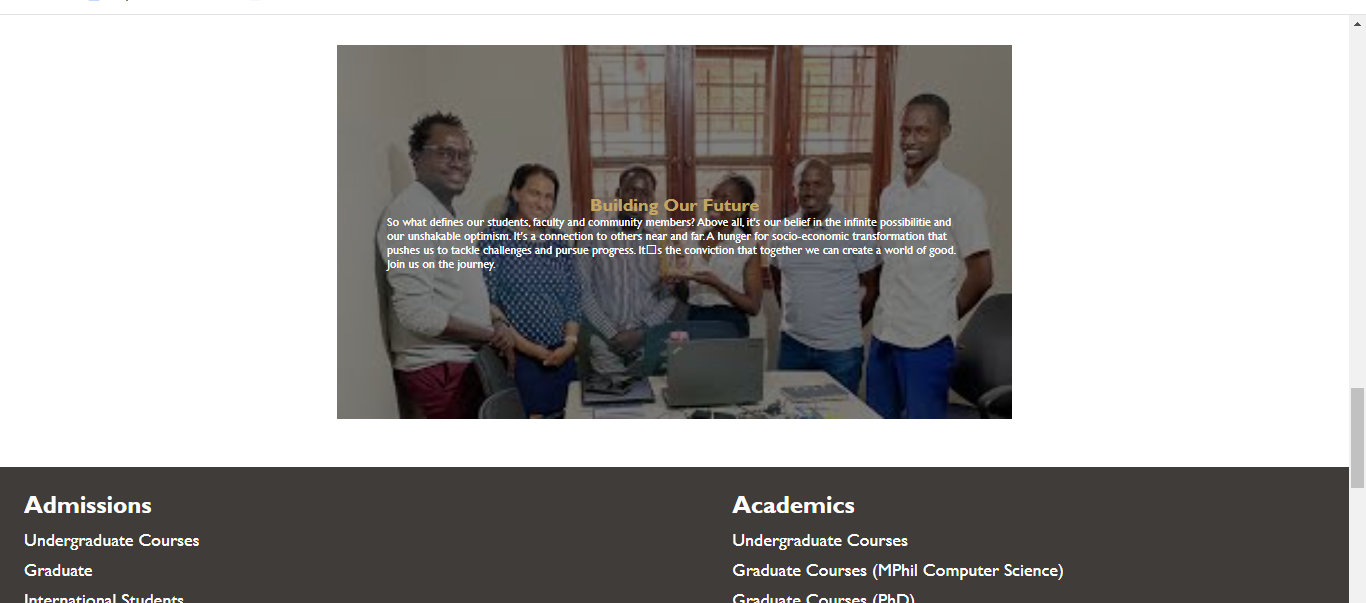 Building Our Future
So what defines our students, faculty and community members? Above all, it's our belief in the infinite possibilitie and
our unshakable optimism. It's a connection to others near and far. A hunger for socio-economic transformation that
pushes us to tackle challenges and pursue progress. It□s the conviction that together we can create a world of good.
Join us on the journey.
Admissions
Undergraduate Courses
Graduate
International Students
Academics
Undergraduate Courses
Graduate Courses (MPhil Computer Science)
Graduate Courses (PhD)